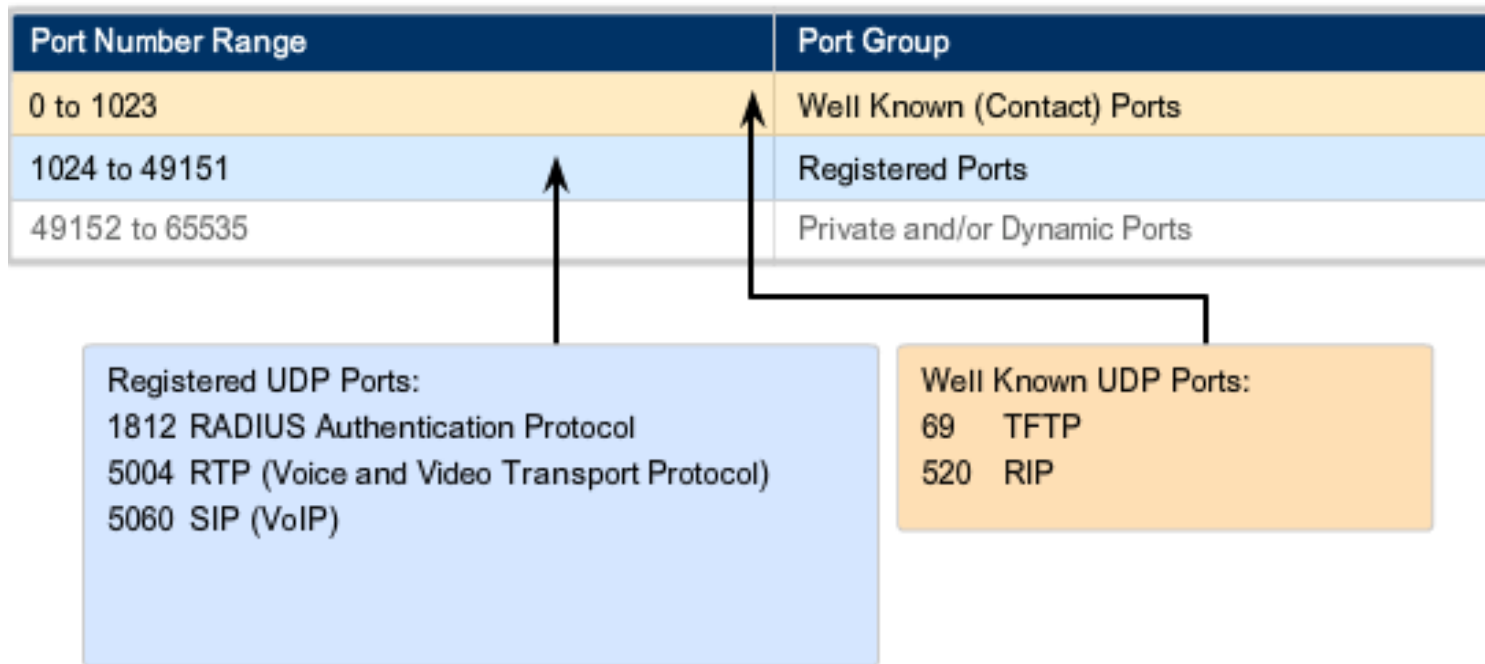 Port Number Range Port Group
0 to 1023 Well Known (Contact) Ports
1024 to 49151 Registered Ports
49152 to 65535 Private and/or Dynamic Ports
Registered UDP Ports:
1812 RADIUS Authentication Protocol
5004 RTP (Voice and Video Transport Protocol)
5060 SIP (VoIP)
Well Known UDP Ports:
69 TFTP
520 RIP